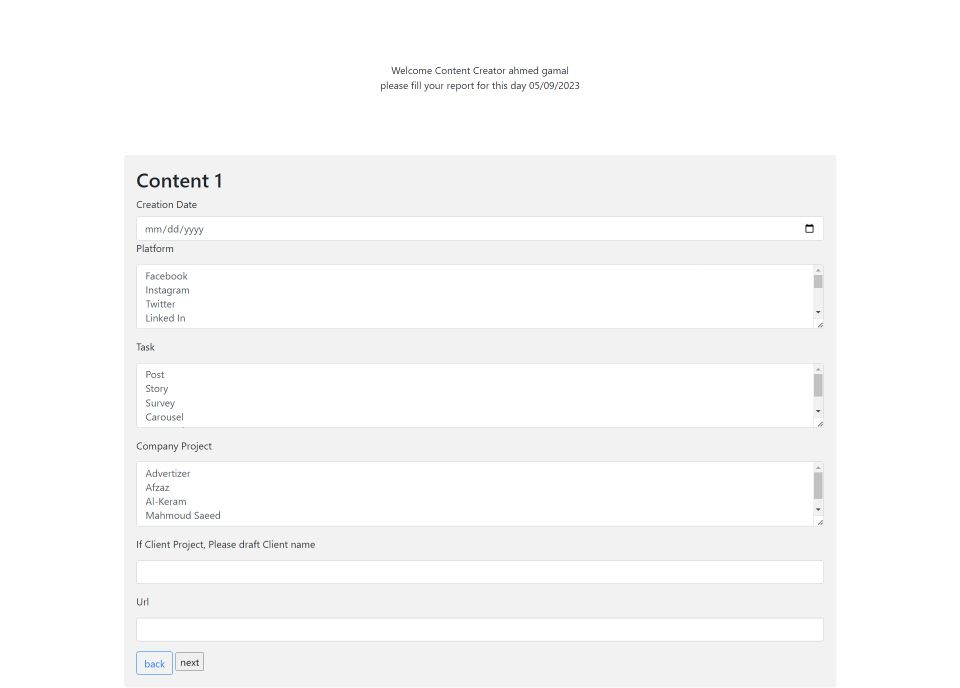 Welcome Content Creator ahmed gamal
please fill your report for this day 05/09/2023
Content 1
Creation Date
mm/dd/yyyy
Platform
Facebook
Instagram
Twitter
Linked In
Task
Post
Story
Survey
Carousel
Company Project
Advertizer
Afzaz
Al-Keram
Mahmoud Saeed
If Client Project, Please draft Client name
Url
back next